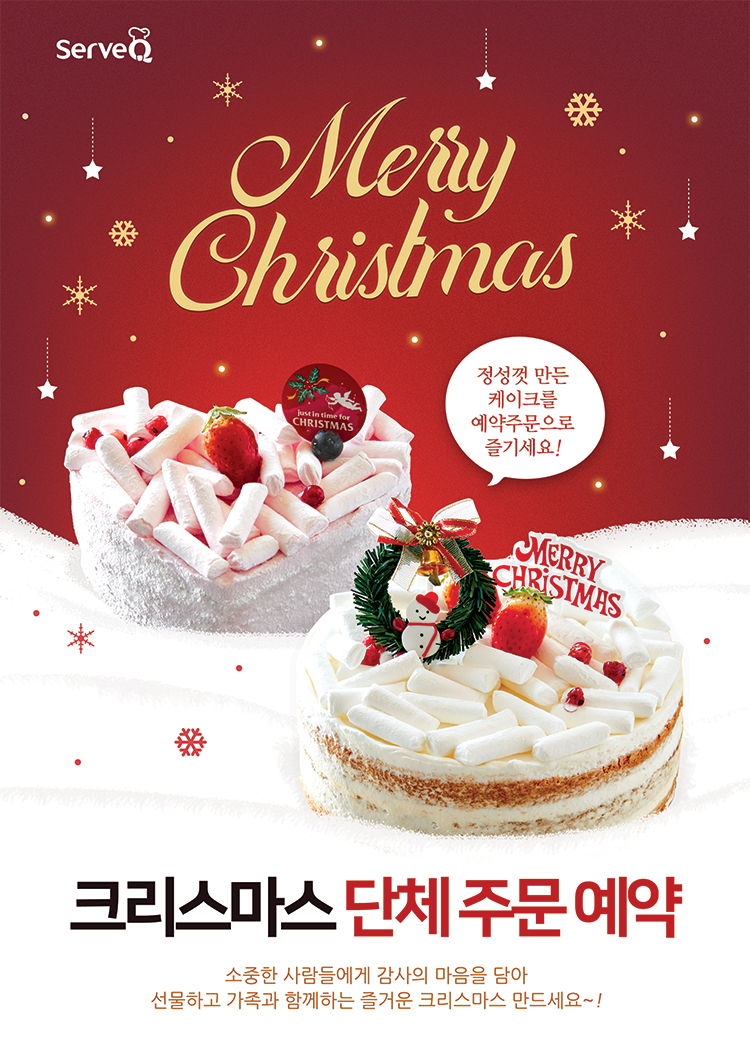 ServeQ
Merry
Christmas
정성껏 만든
케이크를
예약주문으로
즐기세요!
just in time for
CHRISTMAS
MERRY
CHRISTMAS
크리스마스 단체 주문 예약
소중한 사람들에게 감사의 마음을 담아
선물하고 가족과 함께하는 즐거운 크리스마스 만드세요~!